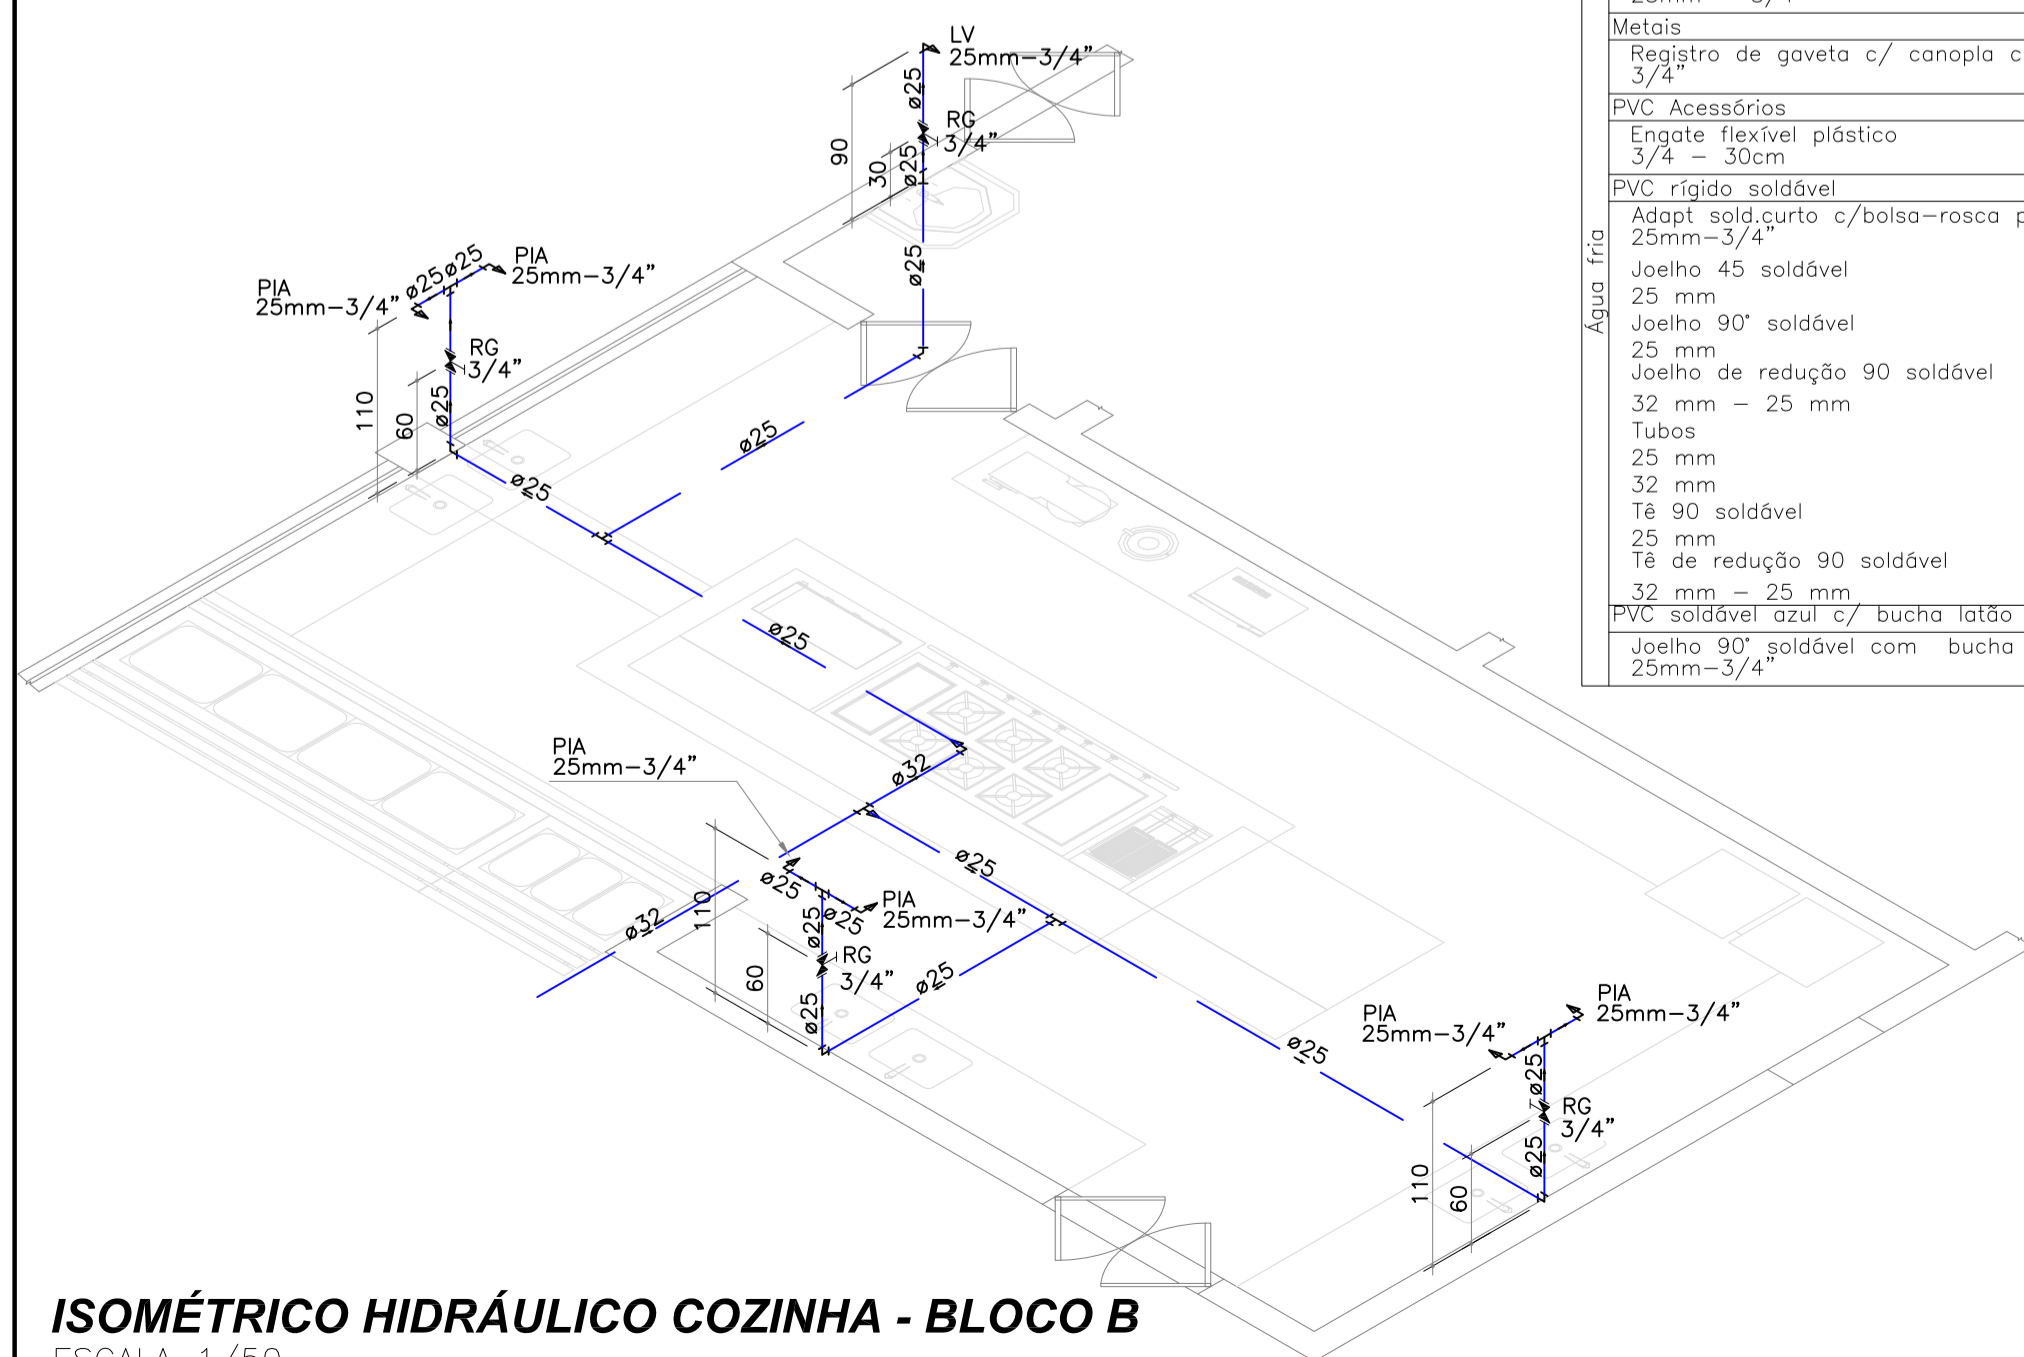 LV
25mm-3/4"
ø25
RG
3/4"
ø25
90
30
ø25
PIA
25mm-3/4"
ø25
ø25
PIA
25mm-3/4"
RG
3/4"
ø25
110
60
ø25
ø25
ø25
ø32
PIA
25mm-3/4"
ø25
ø25
ø25
PIA
25mm-3/4"
ø25
RG
3/4"
ø25
110
60
ø32
ø25
ø25
PIA
25mm-3/4"
PIA
25mm-3/4"
ø25
RG
3/4"
ø25
110
60
Água fria
Metais
Registro de gaveta c/ canopla
3/4"
PVC Acessórios
Engate flexível plástico
3/4 - 30cm
PVC rígido soldável
Adapt sold.curto c/bolsa-rosca
25mm-3/4"
Joelho 45 soldável
25 mm
Joelho 90° soldável
25 mm
Joelho de redução 90 soldável
32 mm - 25 mm
Tubos
25 mm
32 mm
Tê 90 soldável
25 mm
Tê de redução 90 soldável
32 mm - 25 mm
PVC soldável azul c/ bucha latão
Joelho 90° soldável com bucha
25mm-3/4"
ISOMÉTRICO HIDRÁULICO COZINHA - BLOCO B
ESCALA 1/50